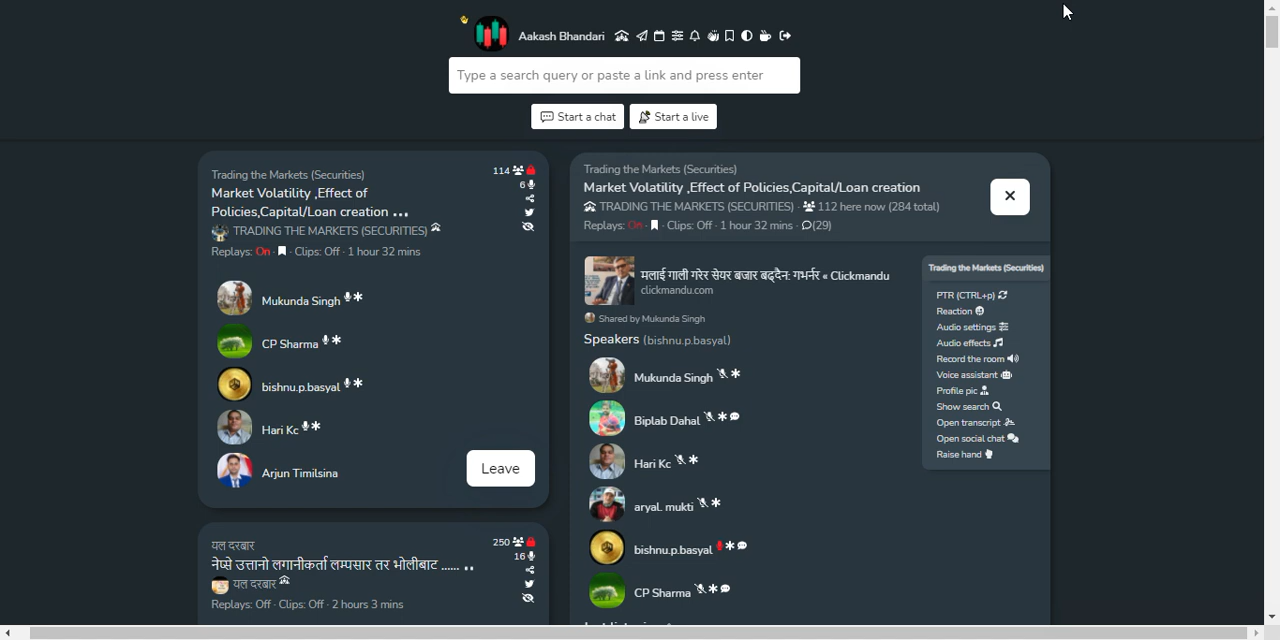 Aakash Bhandari
Type a search query or paste a link and press enter
Start a chat
Start a live
Trading the Markets (Securities)
114
6
Market Volatility ,Effect of
Policies,Capital/Loan creation ...
TRADING THE MARKETS (SECURITIES)
Replays: On · Clips: Off · 1 hour 32 mins
Mukunda Singh
CP Sharma
bishnu.p.basyal
Hari Kc
Arjun Timilsina
Leave
यल दरबार
250
16
नेप्से उत्तानो लगानीकर्ता लम्पसार तर भोलीबाट ...... ..
यल दरबार
Replays: Off · Clips: Off · 2 hours 3 mins
Trading the Markets (Securities)
Market Volatility ,Effect of Policies,Capital/Loan creation
TRADING THE MARKETS (SECURITIES) · 112 here now (284 total)
Replays: On · Clips: Off · 1 hour 32 mins · (29)
मलाई गाली गरेर सेयर बजार बढ्दैन: गभर्नर « Clickmandu
clickmandu.com
Shared by Mukunda Singh
Speakers (bishnu.p.basyal)
Mukunda Singh
Biplab Dahal
Hari Kc
aryal. mukti
bishnu.p.basyal
CP Sharma
Trading the Markets (Securities)
PTR (CTRL+p)
Reaction
Audio settings
Audio effects
Record the room
Voice assistant
Profile pic
Show search
Open transcript
Open social chat
Raise hand